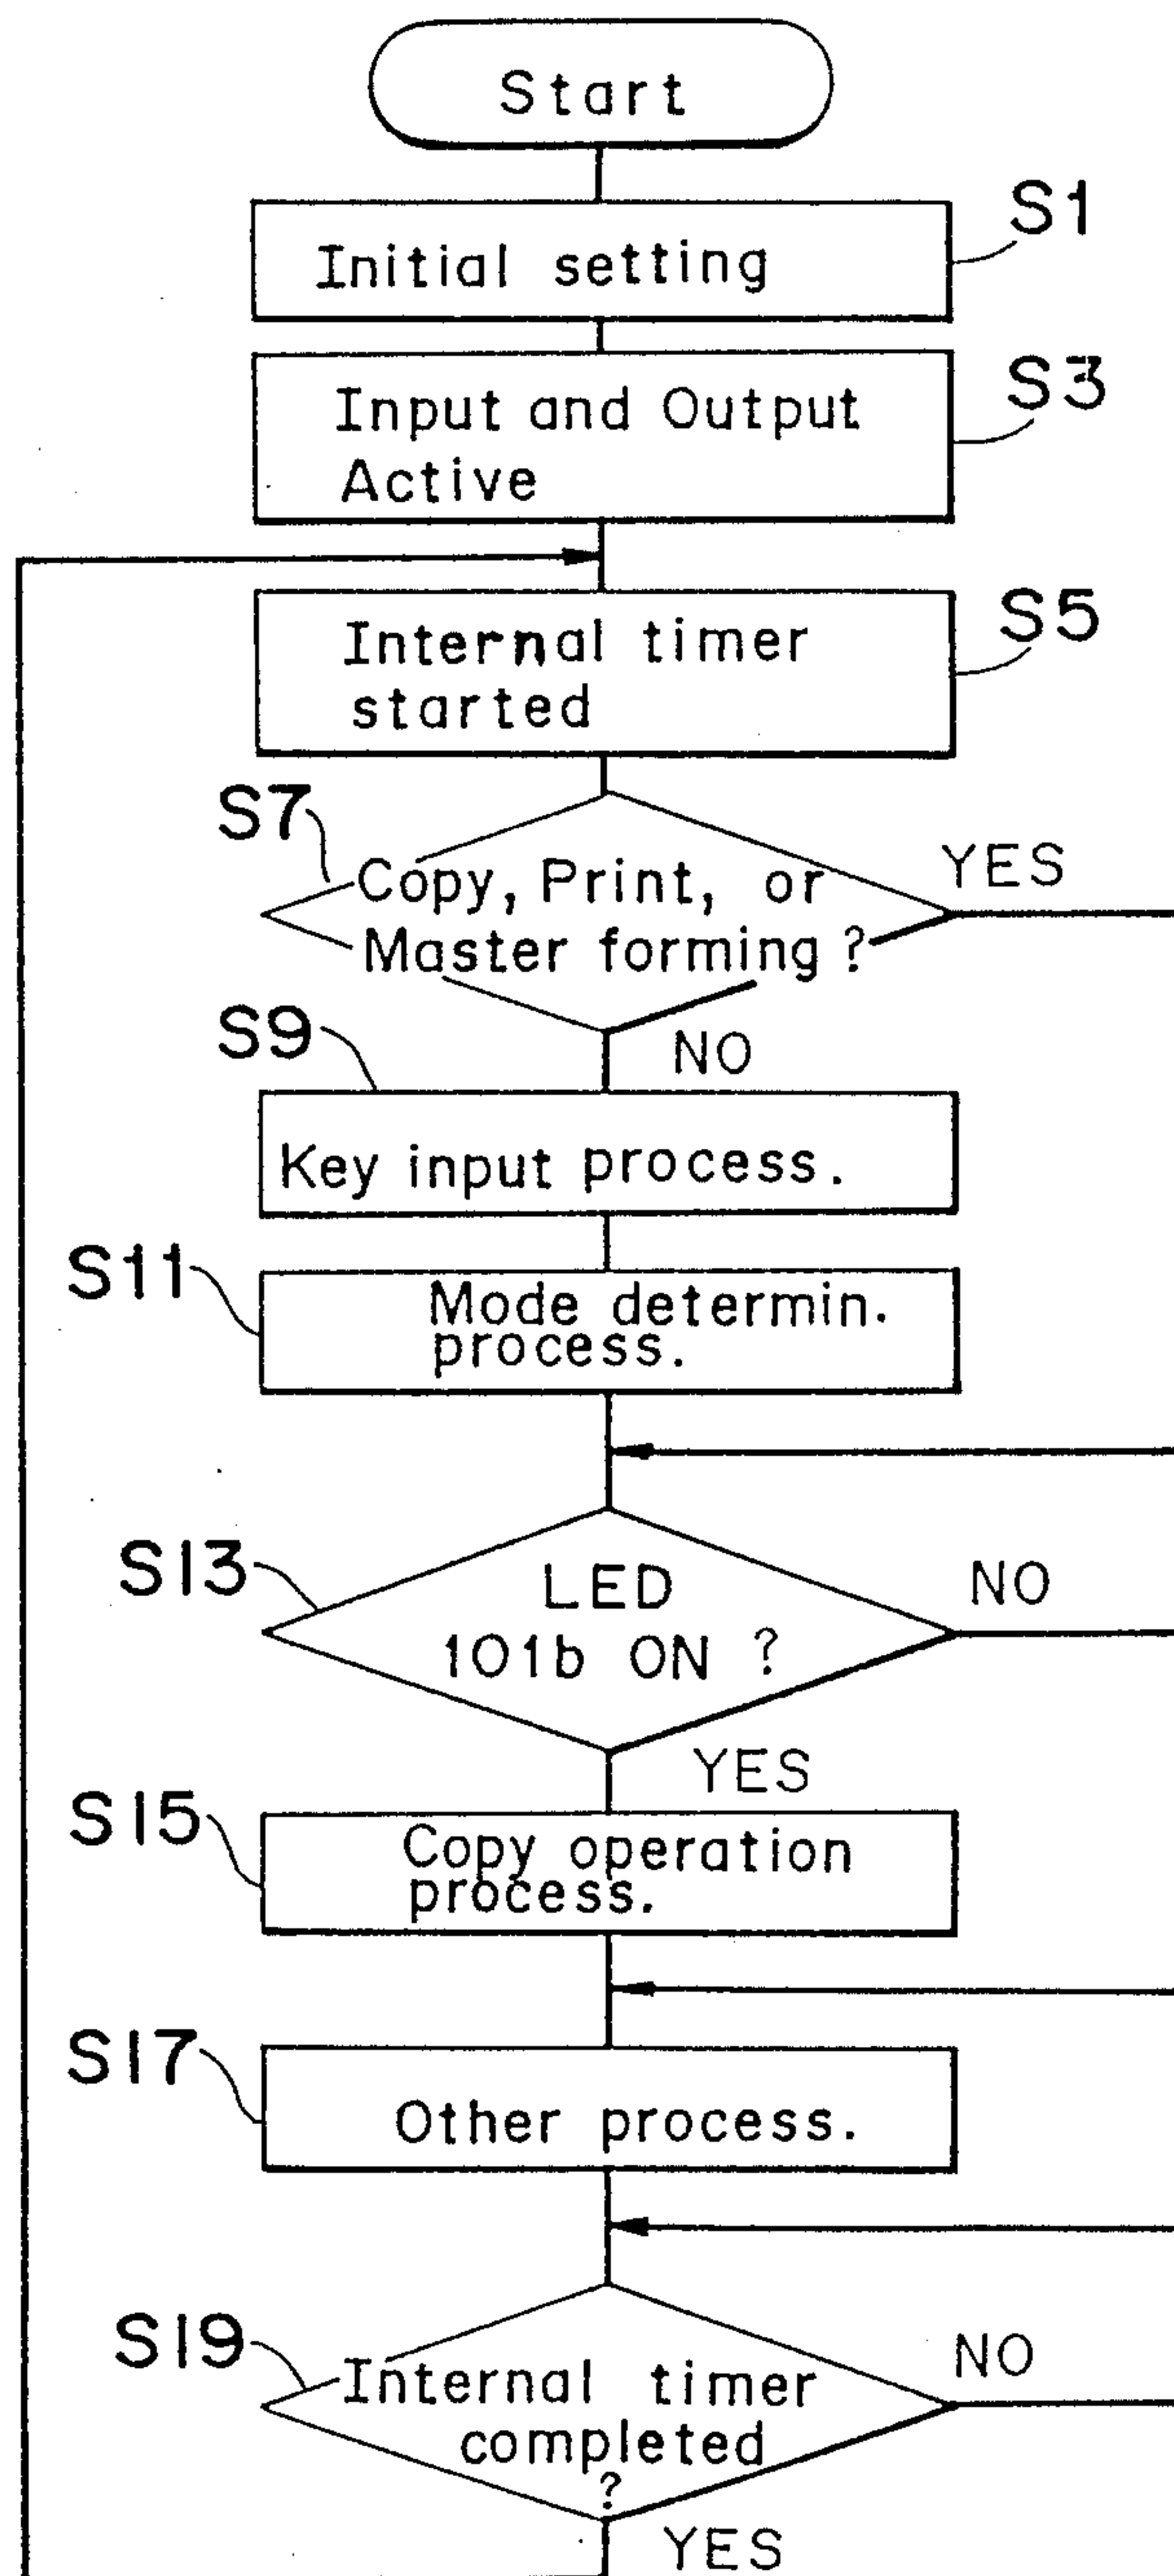 Start
S1
Initial setting
S3
Input and Output
Active
S5
Internal timer
started
S7
YES
Copy, Print, or
Master forming ?
S9
NO
Key input process.
S11
Mode determin.
process.
S13
NO
LED
101b ON ?
YES
S15
Copy operation
process.
S17
Other process.
S19
NO
Internal timer
completed
?
YES